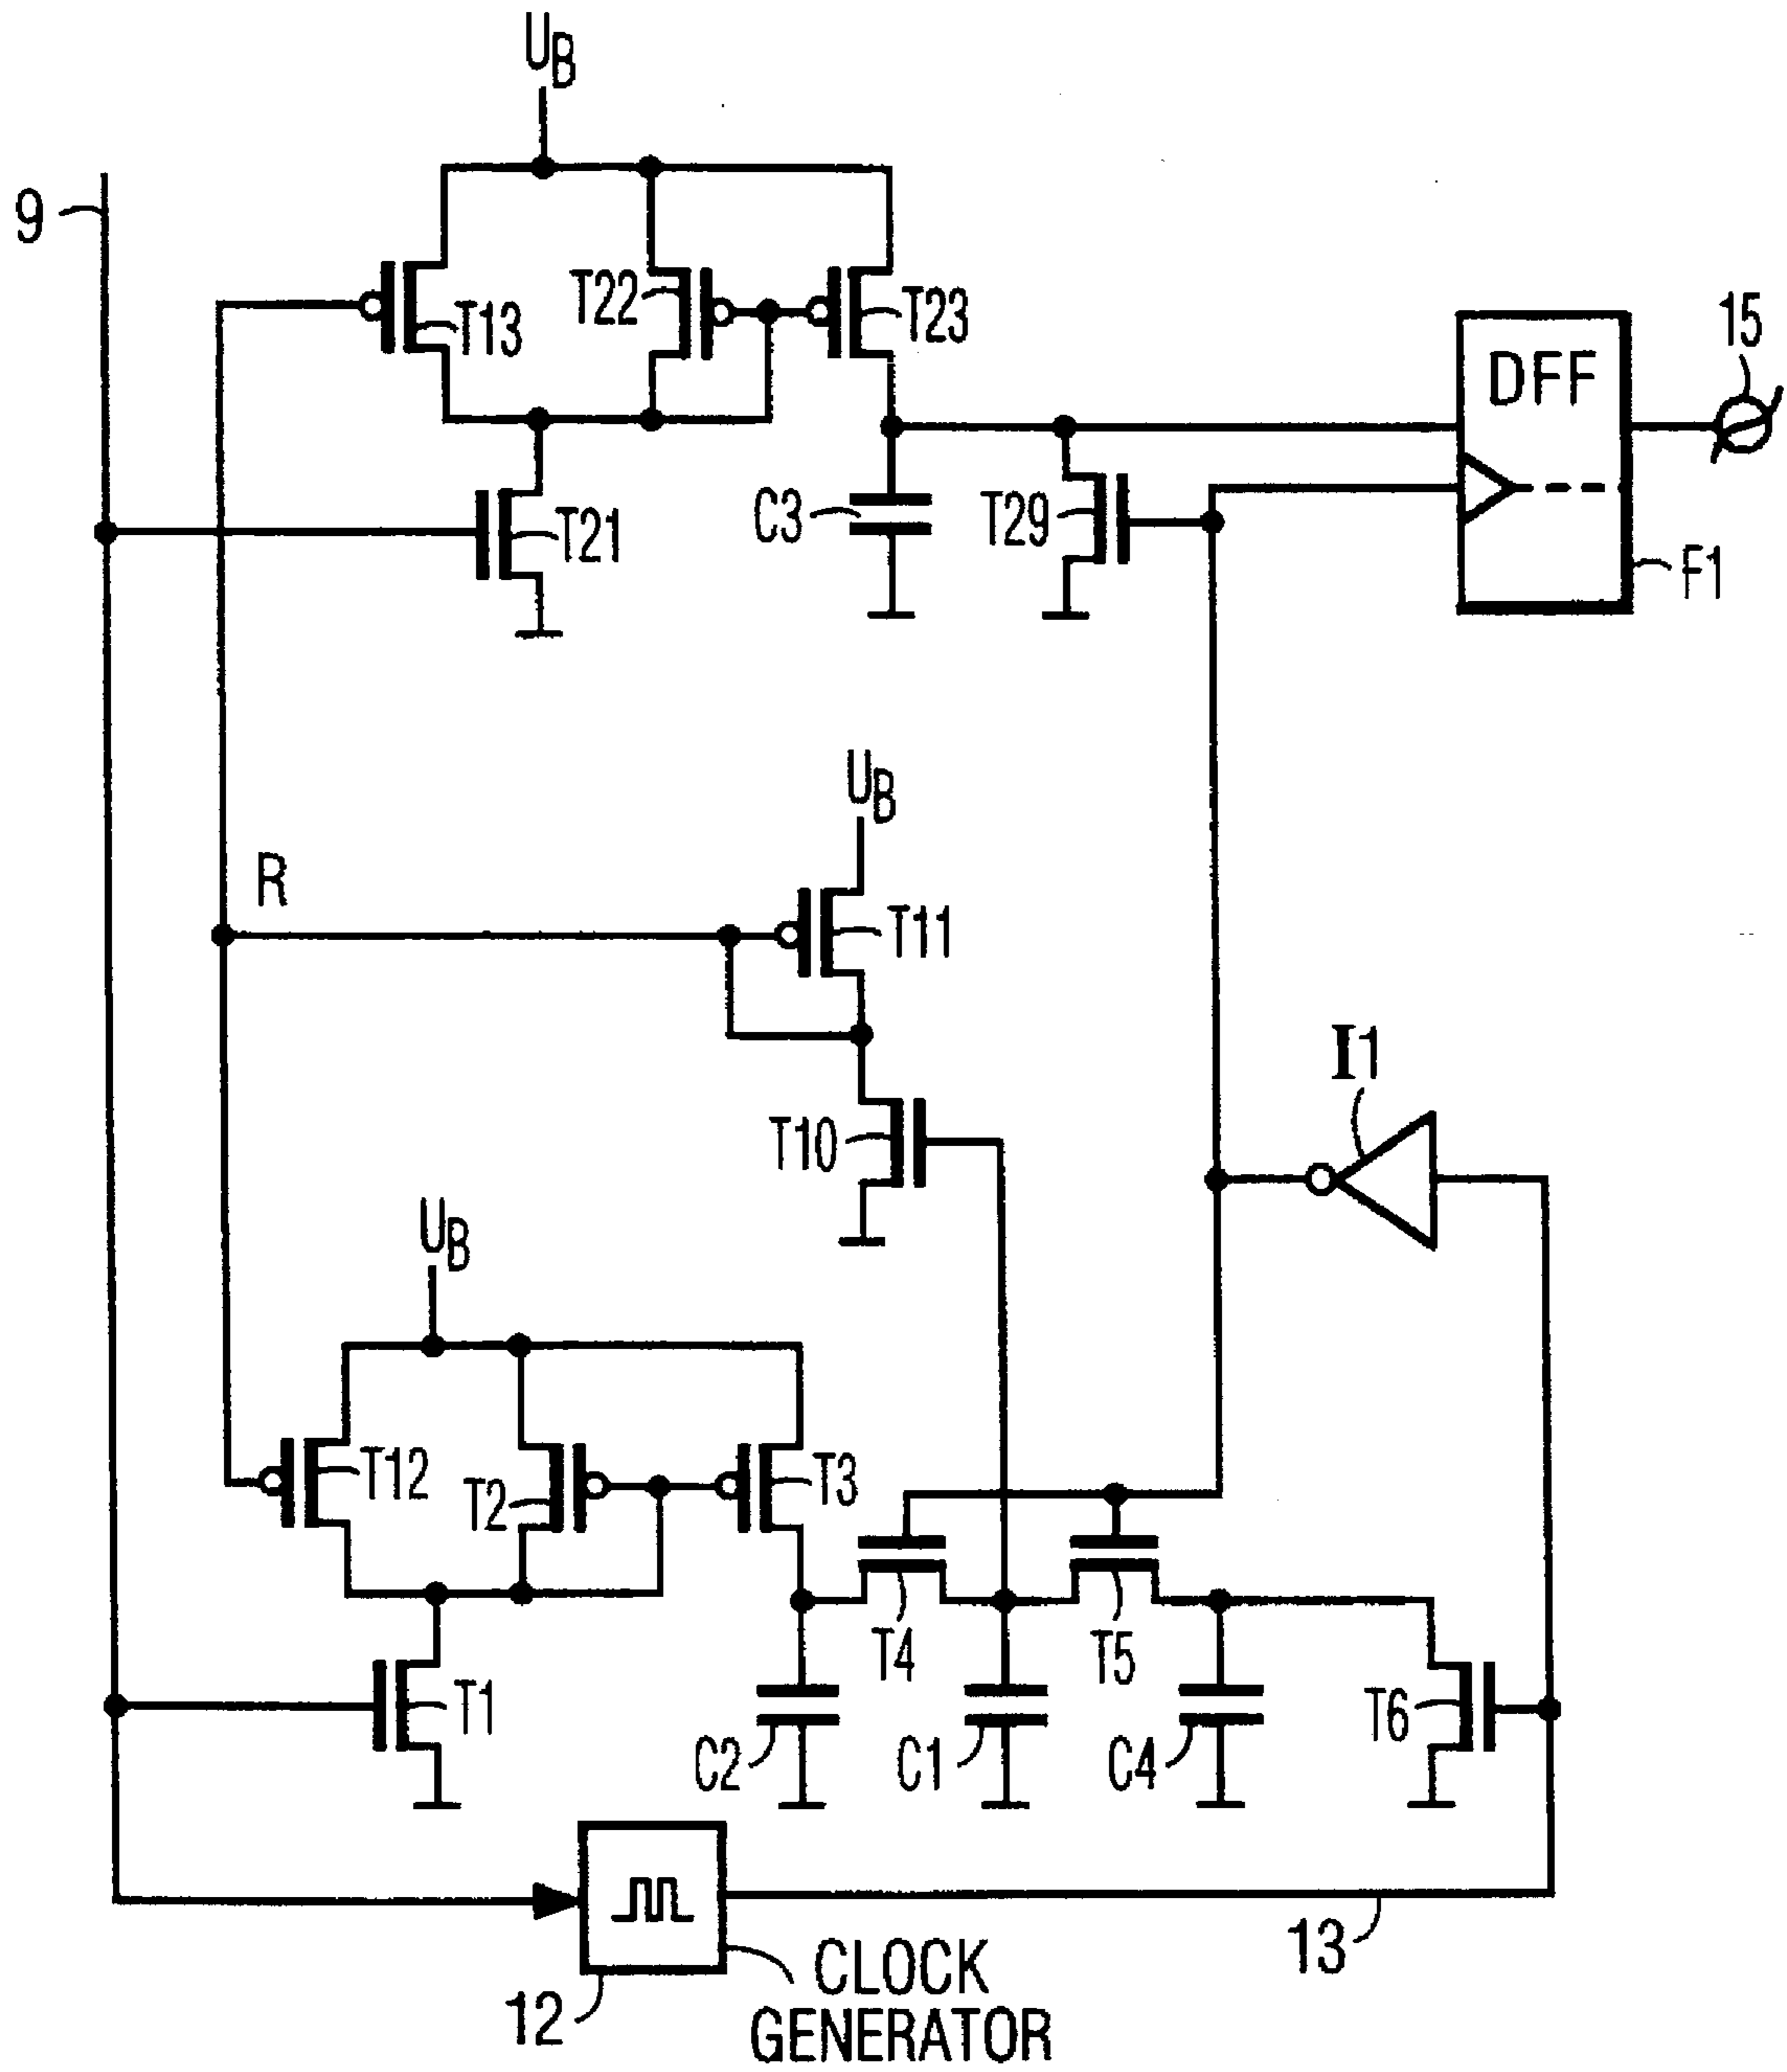 UB
9
T13
T22
T23
DFF
15
T21
C3
T29
F1
UB
R
T11
I1
T10
UB
T12
T2
T3
T4
T5
T1
C2
C1
C4
T6
13
12
CLOCK
GENERATOR